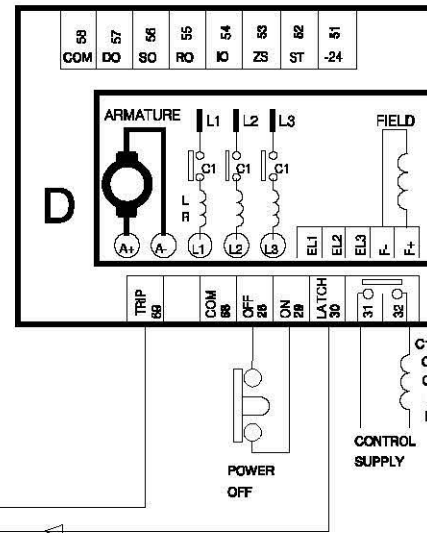 58 57 56 55 54 53 52 51
COM DO SO RO IO ZS ST -24
ARMATURE L1 L2 L3 FIELD
C1 C1 C1
D
L
R
A+ A- L1 L2 L3 EL1 EL2 EL3 F- F+
TRIP 69 COM 68 OFF 28 ON 29 LATCH 30 31 32
POWER
OFF
CONTROL
SUPPLY